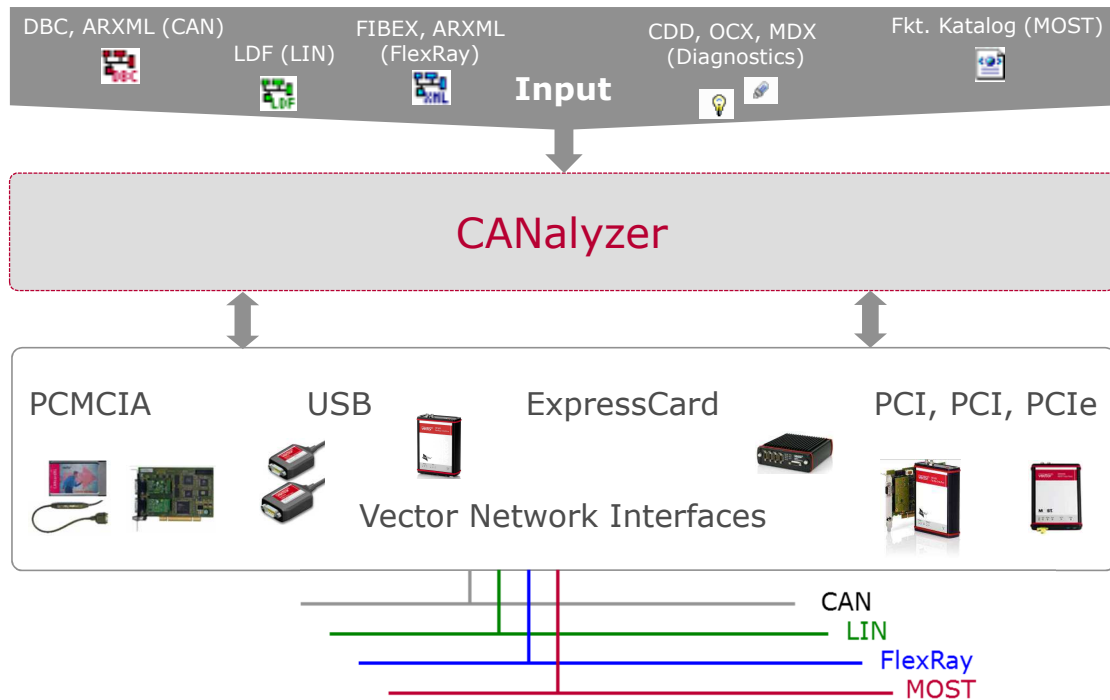 DBC, ARXML (CAN)
LDF (LIN)
FIBEX, ARXML
(FlexRay)
CDD, OCX, MDX
(Diagnostics)
Fkt. Katalog (MOST)
DBC
LDF
XML
Input
CANalyzer
PCMCIA
USB
ExpressCard
PCI, PCI, PCIe
Vector Network Interfaces
CAN
LIN
FlexRay
MOST